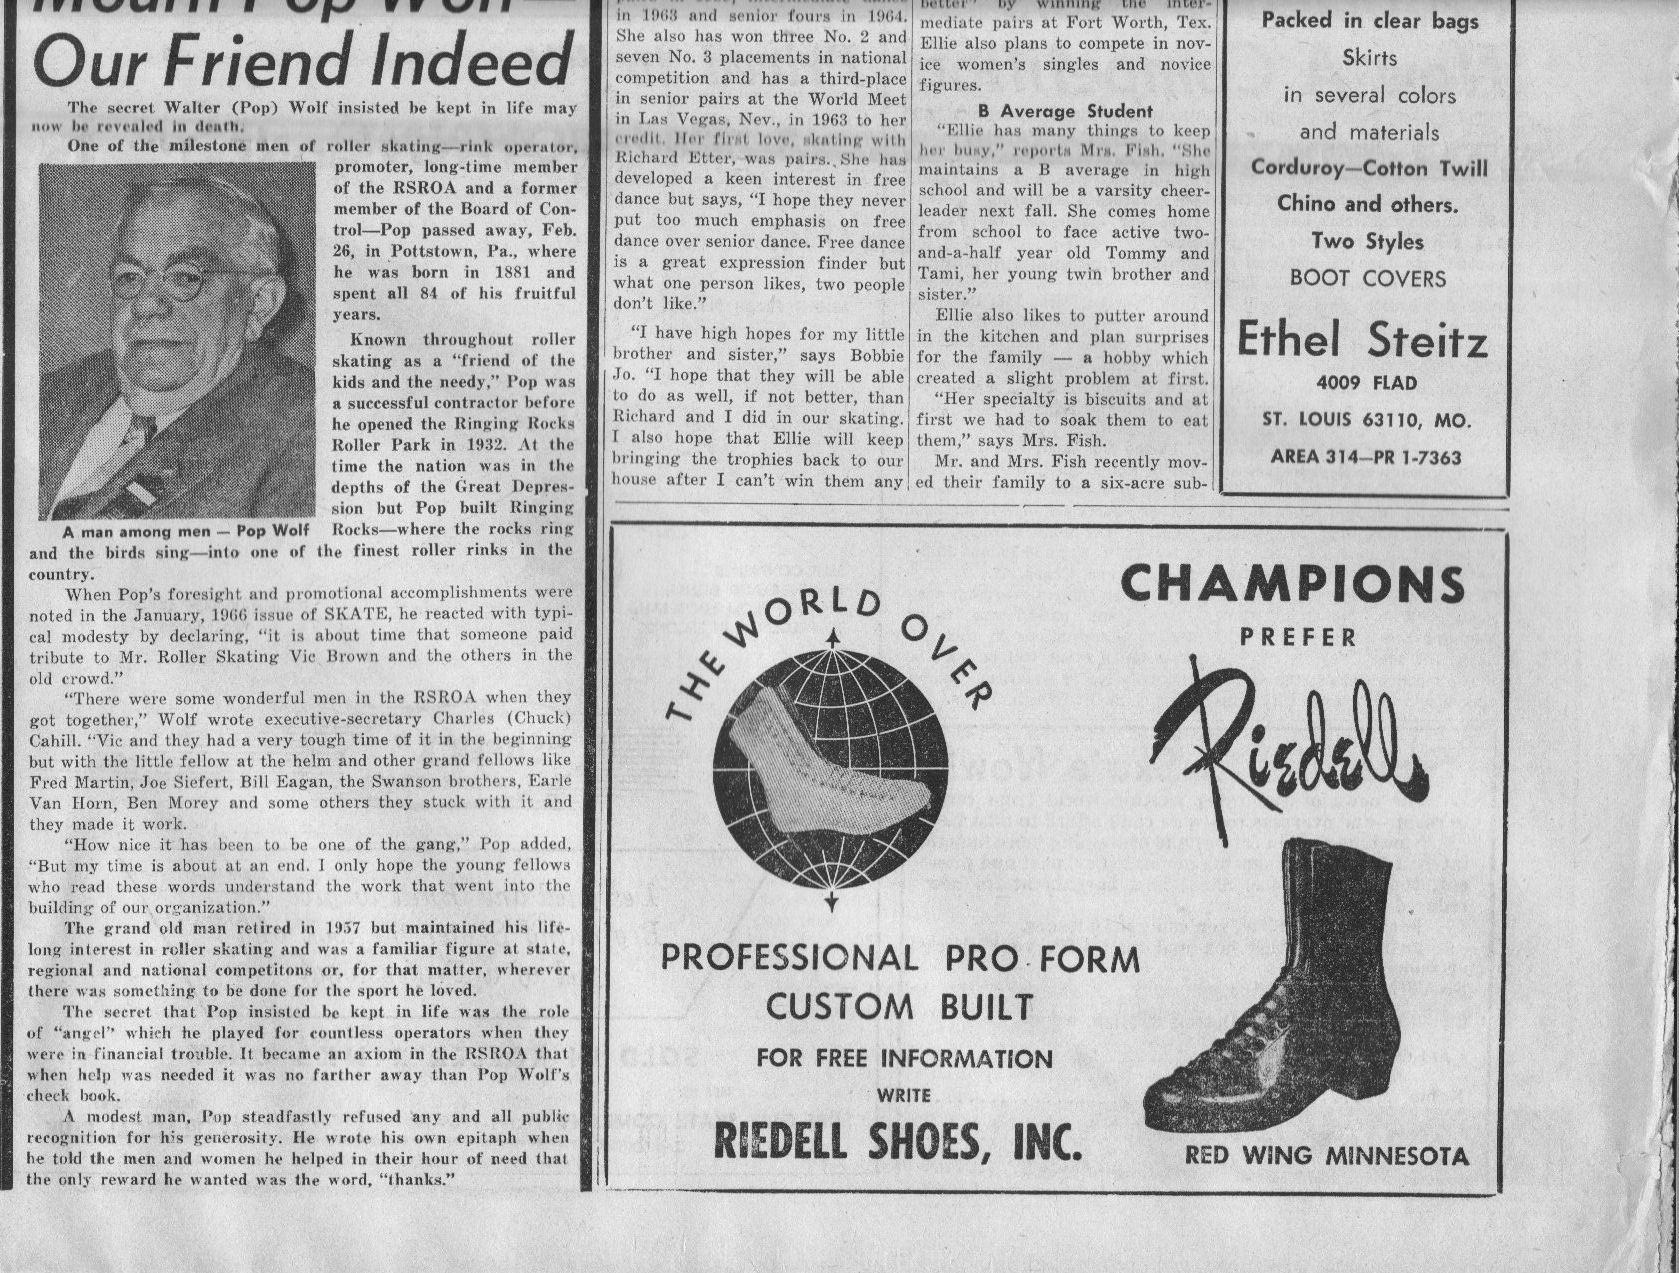 Mourn Pop Wolf—
Our Friend Indeed
The secret Walter (Pop) Wolf insisted be kept in life may
now be revealed in death.
One of the milestone men of roller skating—rink operator,
promoter, long-time member
of the RSROA and a former
member of the Board of Con-
trol—Pop passed away, Feb.
26, in Pottstown, Pa., where
he was born in 1881 and
spent all 84 of his fruitful
years.
Known throughout roller
skating as a “friend of the
kids and the needy,” Pop was
a successful contractor before
he opened the Ringing Rocks
Roller Park in 1932. At the
time the nation was in the
depths of the Great Depres-
sion but Pop built Ringing
A man among men — Pop Wolf
Rocks—where the rocks ring
and the birds sing—into one of the finest roller rinks in the
country.
When Pop's foresight and promotional accomplishments were
noted in the January, 1966 issue of SKATE, he reacted with typi-
cal modesty by declaring, “it is about time that someone paid
tribute to Mr. Roller Skating Vic Brown and the others in the
old crowd.”
“There were some wonderful men in the RSROA when they
got together,” Wolf wrote executive-secretary Charles (Chuck)
Cahill. “Vic and they had a very tough time of it in the beginning
but with the little fellow at the helm and other grand fellows like
Fred Martin, Joe Siefert, Bill Eagan, the Swanson brothers, Earle
Van Horn, Ben Morey and some others they stuck with it and
they made it work.
“How nice it has been to be one of the gang,” Pop added,
“But my time is about at an end. I only hope the young fellows
who read these words understand the work that went into the
building of our organization.”
The grand old man retired in 1957 but maintained his life-
long interest in roller skating and was a familiar figure at state,
regional and national competitons or, for that matter, wherever
there was something to be done for the sport he loved.
The secret that Pop insisted be kept in life was the role
of “angel” which he played for countless operators when they
were in financial trouble. It became an axiom in the RSROA that
when help was needed it was no farther away than Pop Wolf's
check book.
A modest man, Pop steadfastly refused any and all public
recognition for his generosity. He wrote his own epitaph when
he told the men and women he helped in their hour of need that
the only reward he wanted was the word, “thanks.”
in 1963 and senior fours in 1964.
She also has won three No. 2 and
seven No. 3 placements in national
competition and has a third-place
in senior pairs at the World Meet
in Las Vegas, Nev., in 1963 to her
credit. Her first love, skating with
Richard Etter, was pairs. She has
developed a keen interest in free
dance but says, “I hope they never
put too much emphasis on free
dance over senior dance. Free dance
is a great expression finder but
what one person likes, two people
don't like.”
“I have high hopes for my little
brother and sister,” says Bobbie
Jo. “I hope that they will be able
to do as well, if not better, than
Richard and I did in our skating.
I also hope that Ellie will keep
bringing the trophies back to our
house after I can't win them any
better” by winning the inter-
mediate pairs at Fort Worth, Tex.
Ellie also plans to compete in nov-
ice women's singles and novice
figures.
B Average Student
“Ellie has many things to keep
her busy,” reports Mrs. Fish. “She
maintains a B average in high
school and will be a varsity cheer-
leader next fall. She comes home
from school to face active two-
and-a-half year old Tommy and
Tami, her young twin brother and
sister.”
Ellie also likes to putter around
in the kitchen and plan surprises
for the family — a hobby which
created a slight problem at first.
“Her specialty is biscuits and at
first we had to soak them to eat
them,” says Mrs. Fish.
Mr. and Mrs. Fish recently mov-
ed their family to a six-acre sub-
Packed in clear bags
Skirts
in several colors
and materials
Corduroy—Cotton Twill
Chino and others.
Two Styles
BOOT COVERS
Ethel Steitz
4009 FLAD
ST. LOUIS 63110, MO.
AREA 314—PR 1-7363
THE WORLD OVER
CHAMPIONS
PREFER
Riedell
PROFESSIONAL PRO-FORM
CUSTOM BUILT
FOR FREE INFORMATION
WRITE
RIEDELL SHOES, INC.
RED WING MINNESOTA